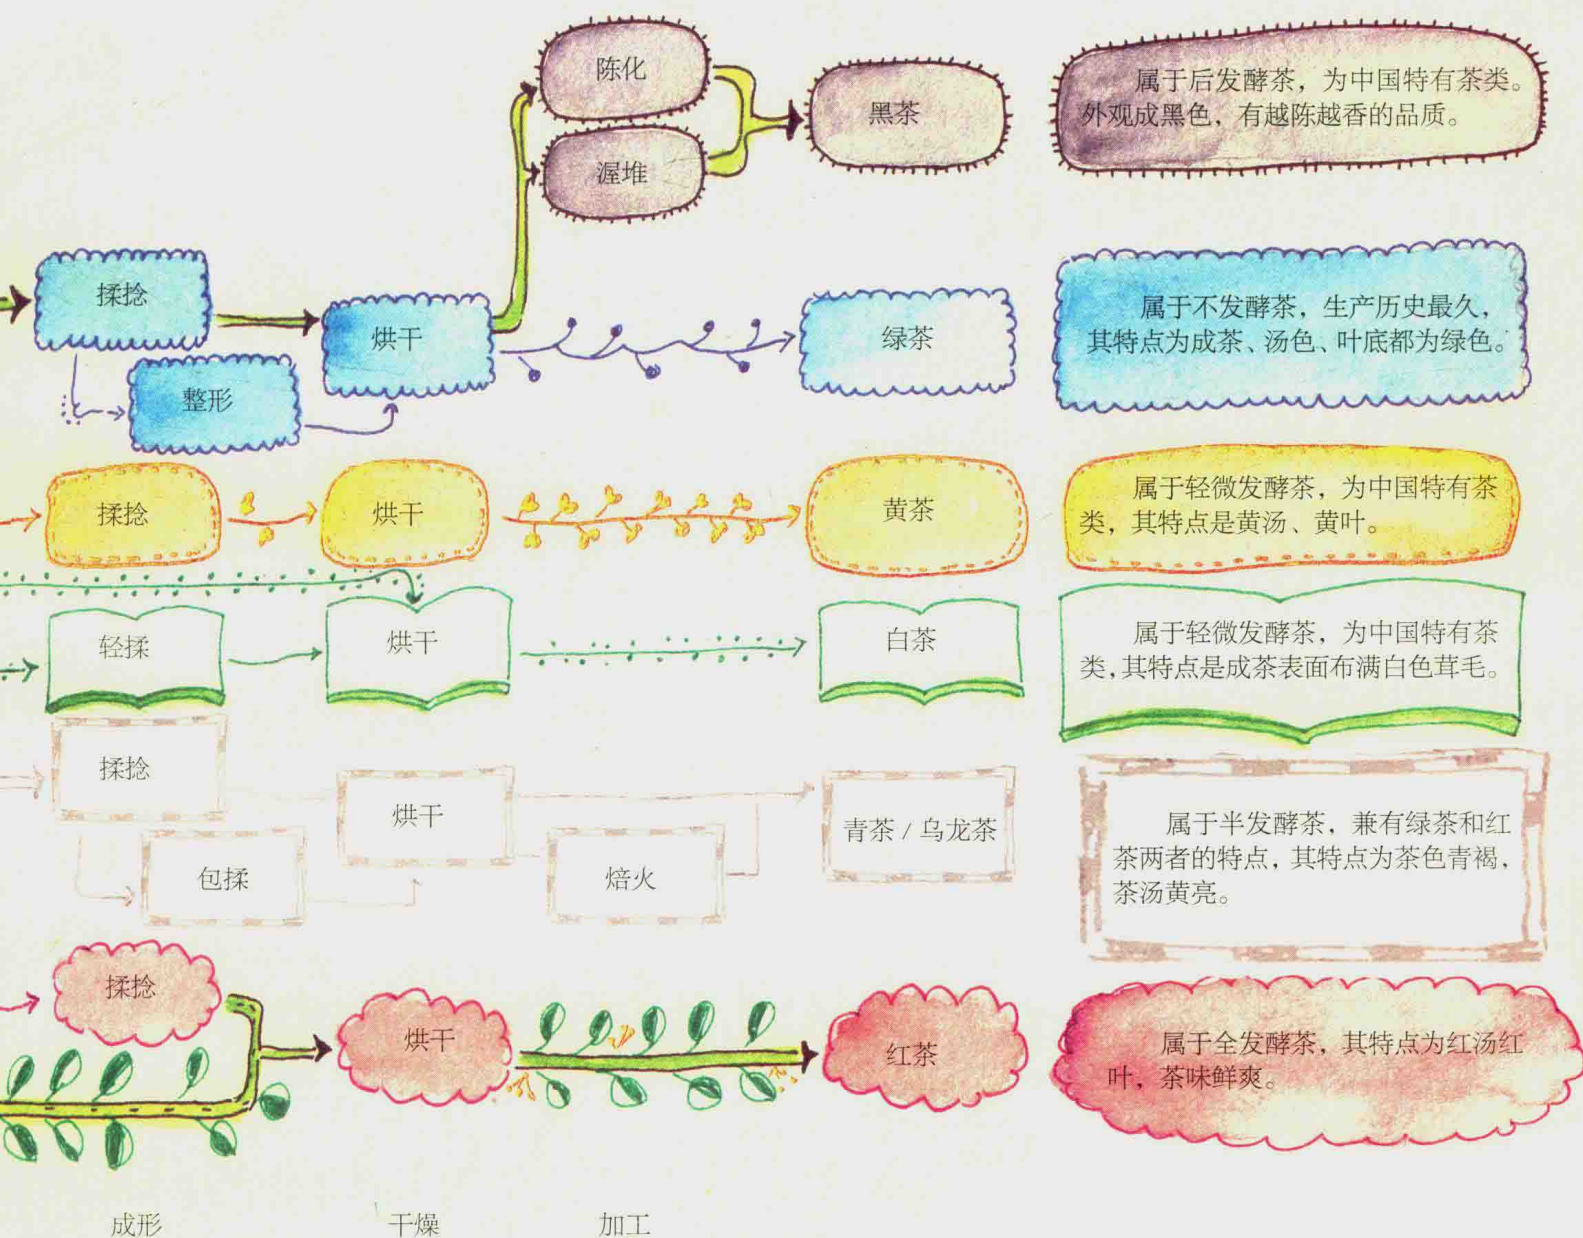 陈化
渥堆
黑茶
属于后发酵茶，为中国特有茶类。
外观成黑色，有越陈越香的品质。
揉捻
整形
烘干
绿茶
属于不发酵茶，生产历史最久，
其特点为成茶、汤色、叶底都为绿色。
揉捻
烘干
黄茶
属于轻微发酵茶，为中国特有茶
类，其特点是黄汤、黄叶。
轻揉
烘干
白茶
属于轻微发酵茶，为中国特有茶
类，其特点是成茶表面布满白色茸毛。
揉捻
包揉
烘干
焙火
青茶 / 乌龙茶
属于半发酵茶，兼有绿茶和红
茶两者的特点，其特点为茶色青褐，
茶汤黄亮。
揉捻
烘干
红茶
属于全发酵茶，其特点为红汤红
叶，茶味鲜爽。
成形
干燥
加工